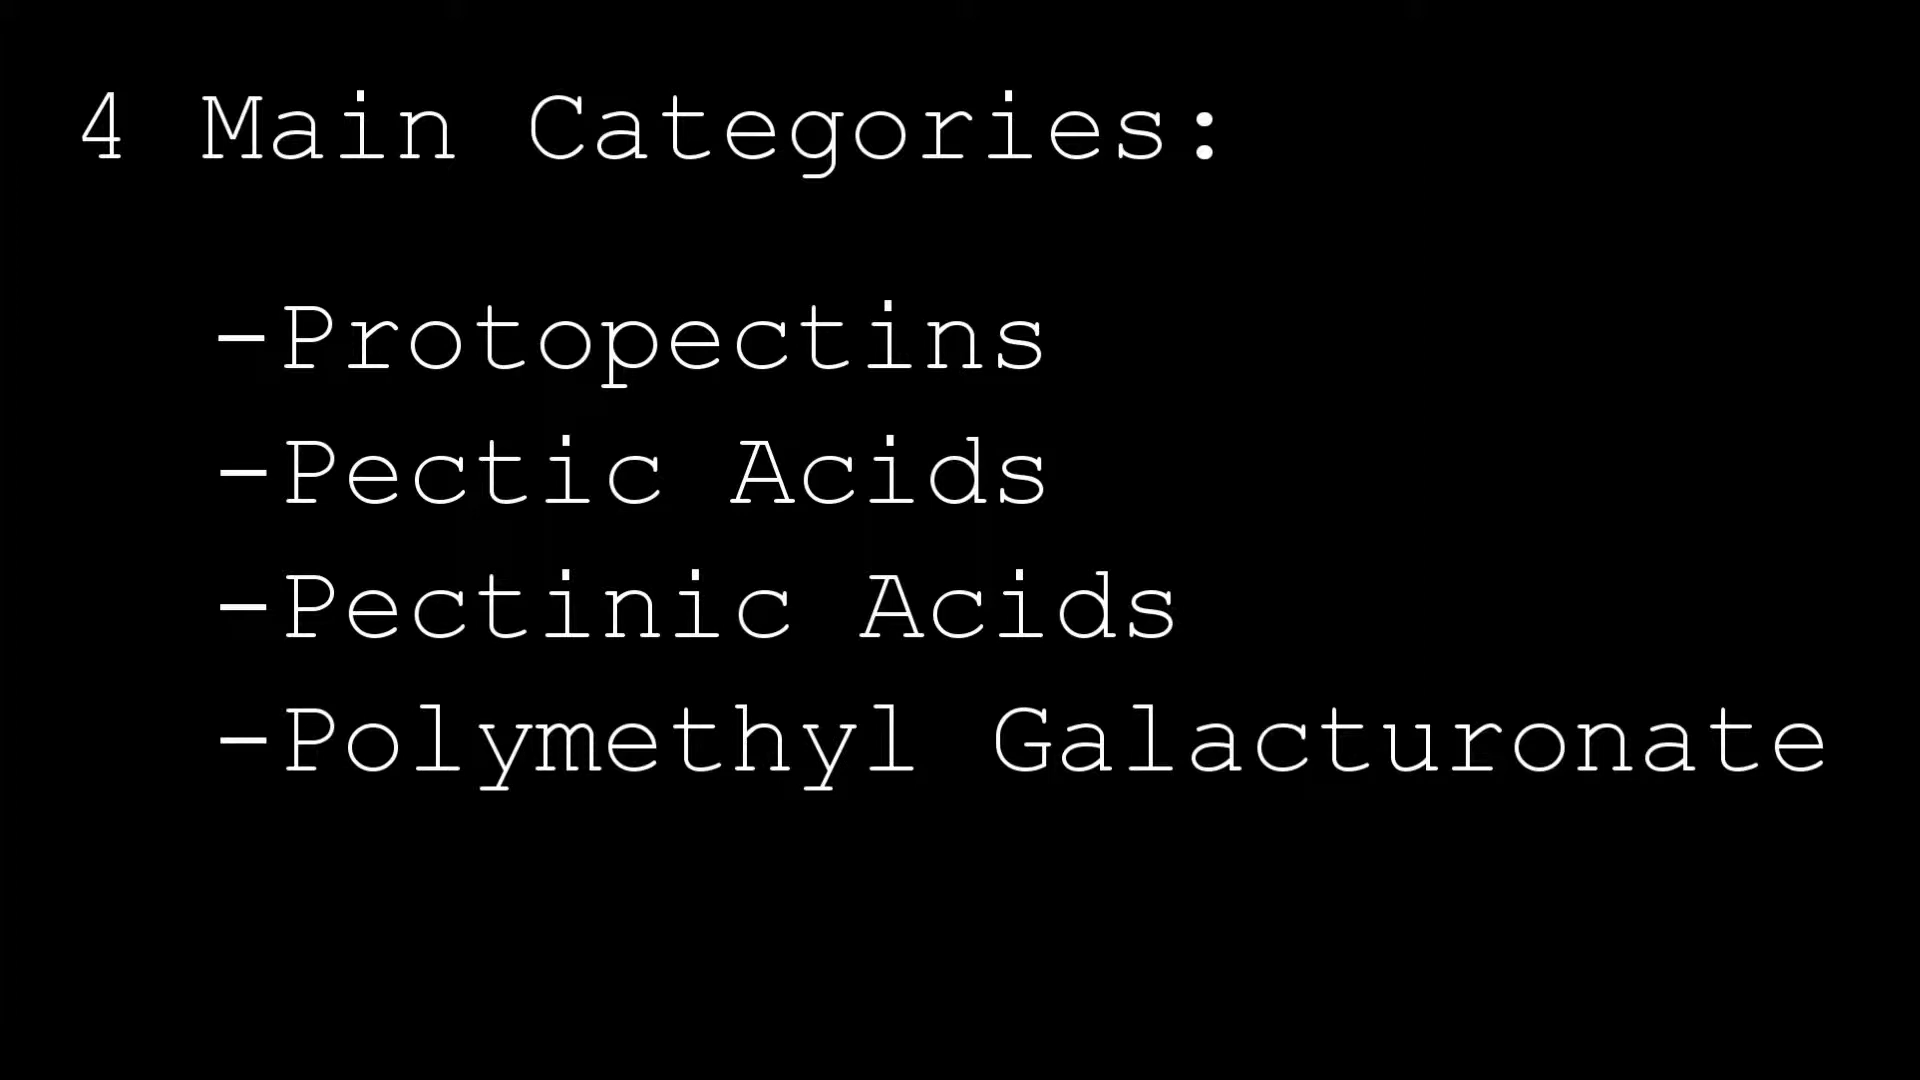 4 Main Categories:
-Protopectins
-Pectic Acids
-Pectinic Acids
-Polymethyl Galacturonate